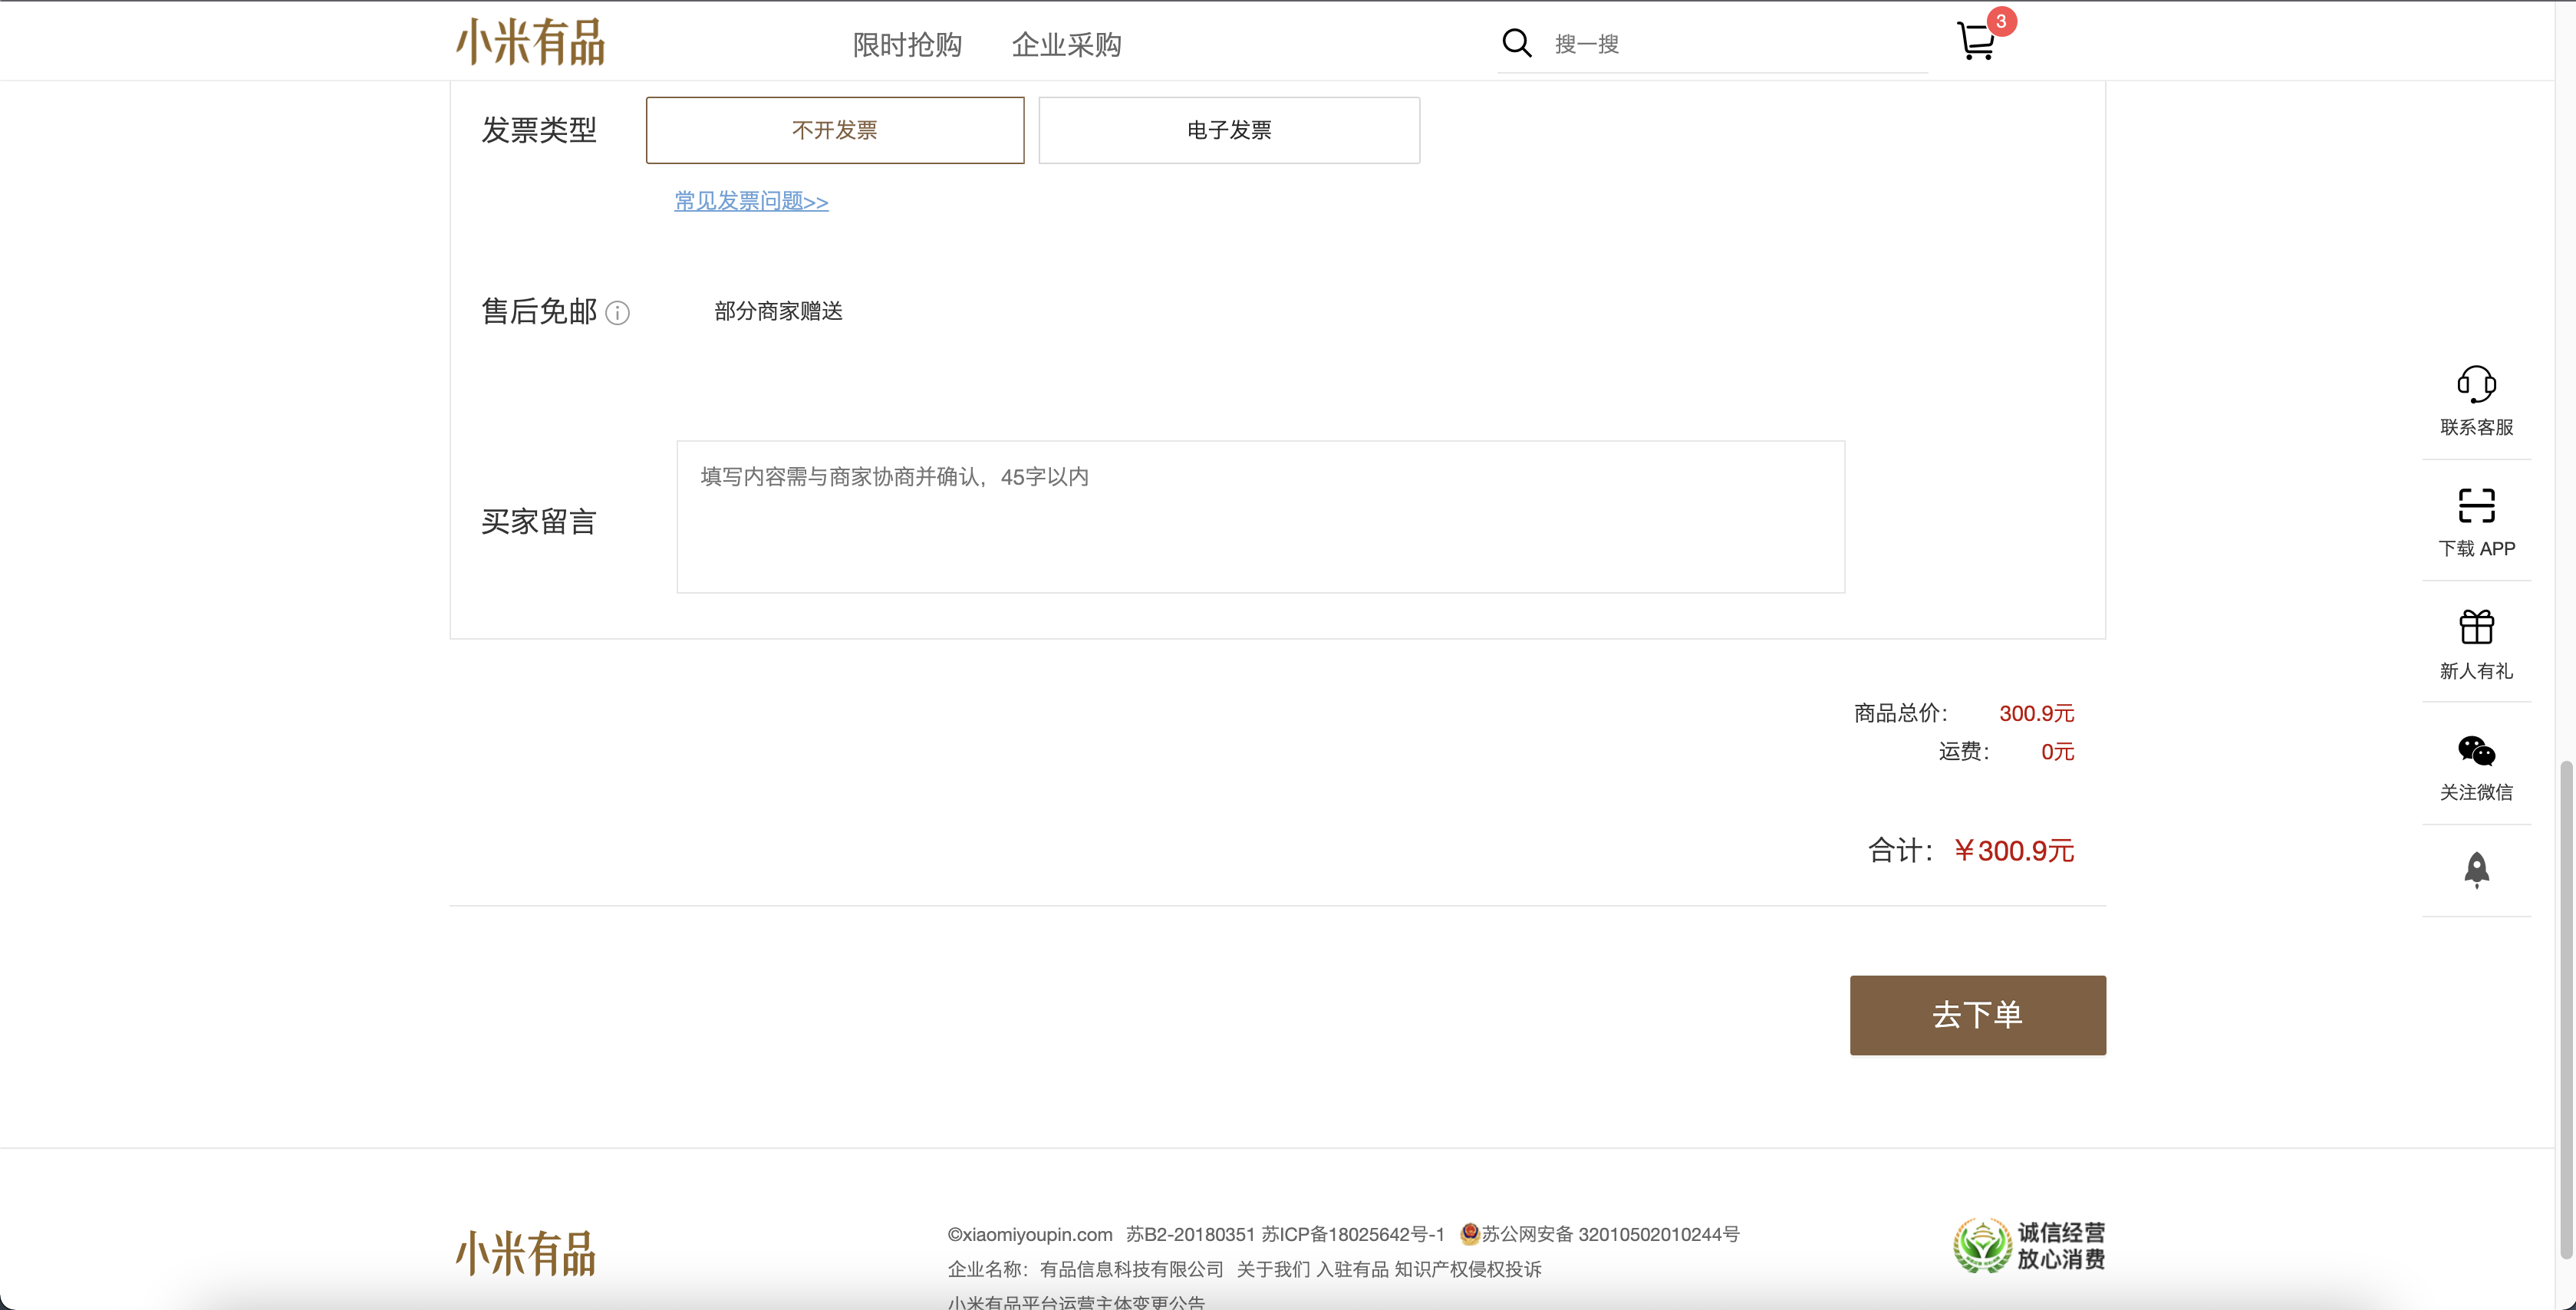 小米有品
限时抢购
企业采购
搜一搜
3
发票类型
不开发票
电子发票
常见发票问题>>
售后免邮
部分商家赠送
买家留言
填写内容需与商家协商并确认，45字以内
商品总价：
300.9元
运费：
0元
合计：
￥300.9元
去下单
联系客服
下载 APP
新人有礼
关注微信
小米有品
©xiaomiyoupin.com 苏B2-20180351 苏ICP备18025642号-1 苏公网安备 32010502010244号
企业名称：有品信息科技有限公司 关于我们 入驻有品 知识产权侵权投诉
小米有品平台运营主体变更公告
诚信经营
放心消费